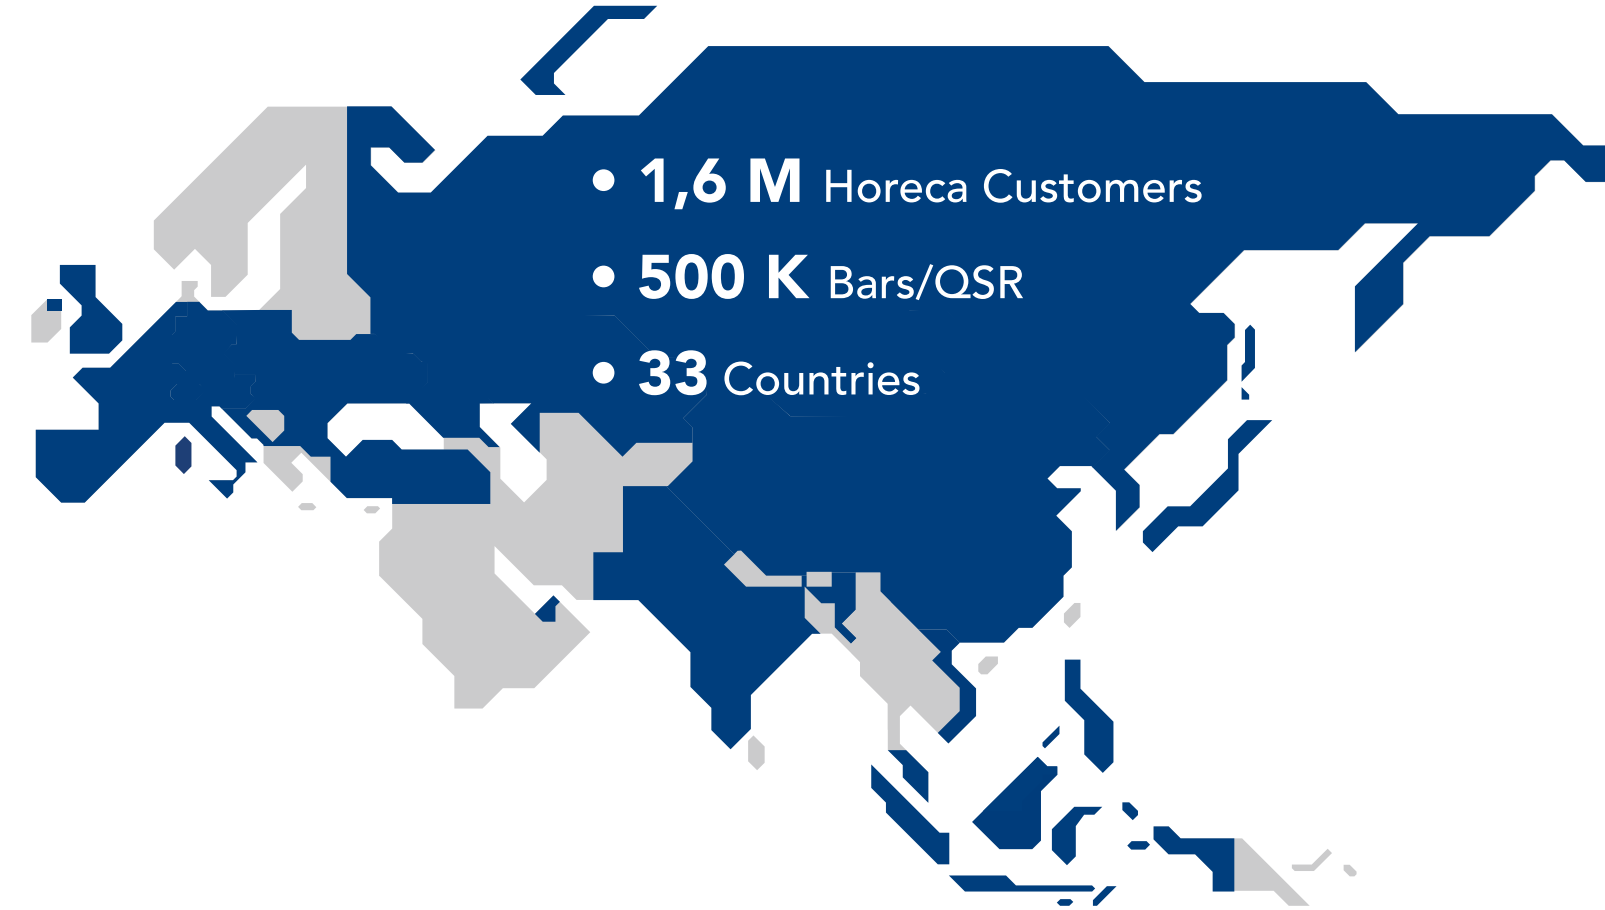 • 1,6 M Horeca Customers
• 500 K Bars/QSR
• 33 Countries